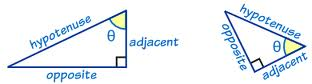 hypotenuse
θ
adjacent
opposite
hypotenuse
opposite
θ
adjacent